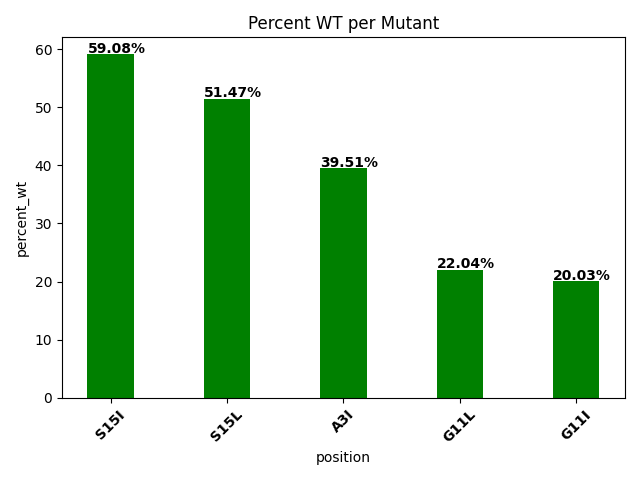 Percent WT per Mutant
percent_wt
60
50
40
30
20
10
0
59.08%
51.47%
39.51%
22.04%
20.03%
S15I
S15L
A3I
G11L
G11I
position